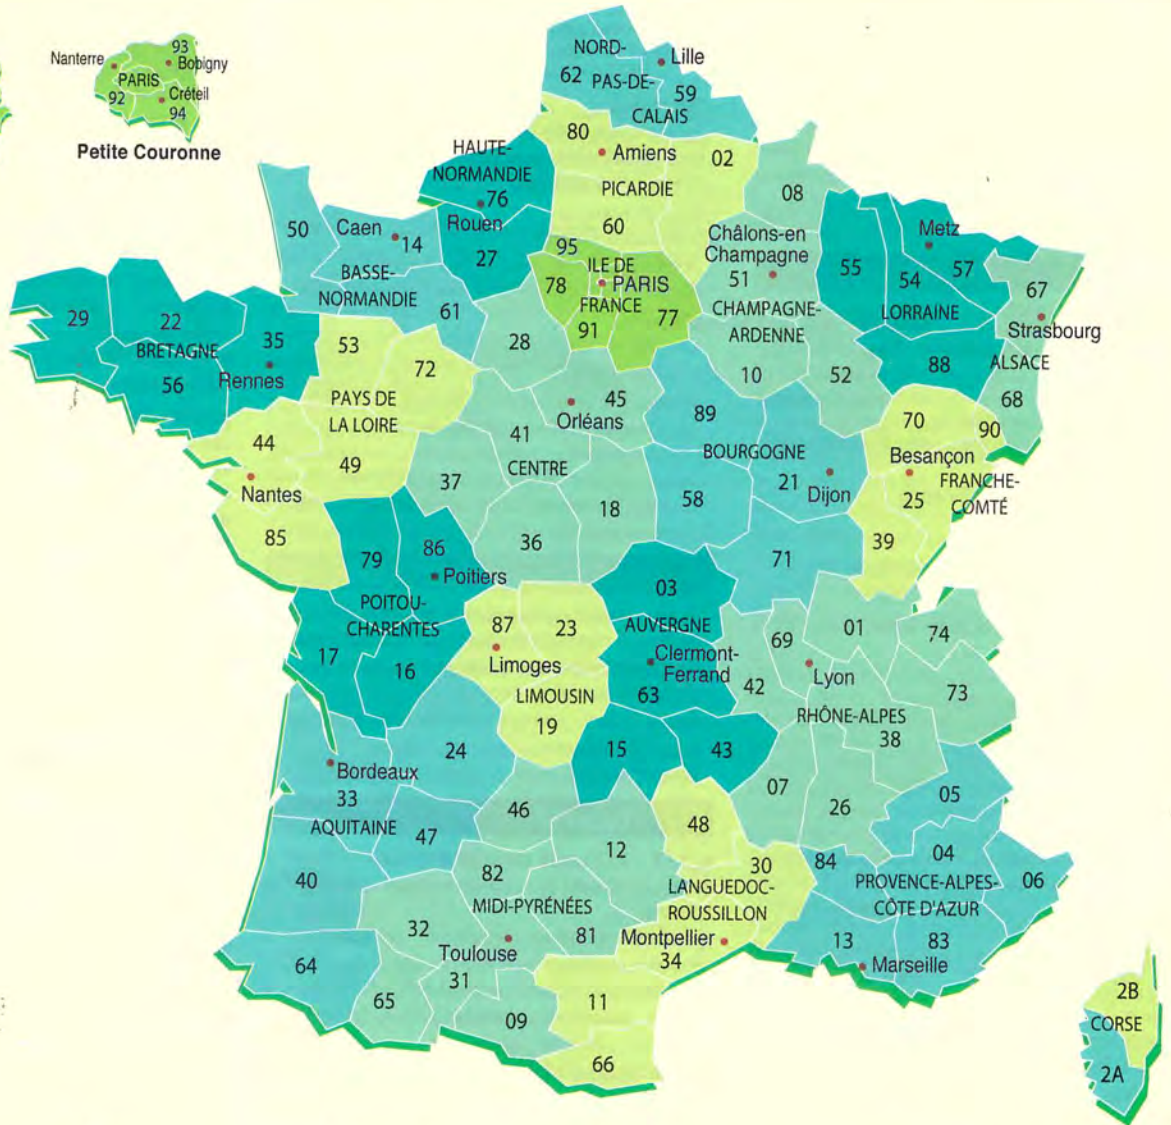 93
Nanterre
Bobigny
PARIS
92
Créteil
94
Petite Couronne
NORD-
Lille
62
PAS-DE-
59
CALAIS
80
Amiens
02
HAUTE-
NORMANDIE
PICARDIE
08
76
50
Caen
14
Rouen
60
Châlons-en
Champagne
Metz
27
95
ILE DE
51
55
54
57
BASSE-
NORMANDIE
78
PARIS
67
FRANCE
CHAMPAGNE-
ARDENNE
LORRAINE
29
22
61
91
77
Strasbourg
BRETAGNE
35
53
28
56
Rennes
72
10
52
88
ALSACE
PAYS DE
LA LOIRE
45
Orléans
89
70
68
90
44
41
BOURGOGNE
Besançon
49
CENTRE
37
21
Dijon
FRANCHE-
COMTÉ
Nantes
58
25
18
85
36
39
79
86
71
Poitiers
03
POITOU-
CHARENTES
87
23
AUVERGNE
69
01
74
17
16
Limoges
Clermont-
Ferrand
Lyon
LIMOUSIN
63
42
73
19
RHÔNE-ALPES
38
24
15
43
Bordeaux
33
07
05
AQUITAINE
47
46
48
26
12
30
84
04
40
82
LANGUEDOC-
ROUSSILLON
PROVENCE-ALPES-
CÔTE D'AZUR
06
MIDI-PYRÉNÉES
32
81
Montpellier
13
83
Toulouse
34
Marseille
64
31
65
11
2B
09
CORSE
66
2A